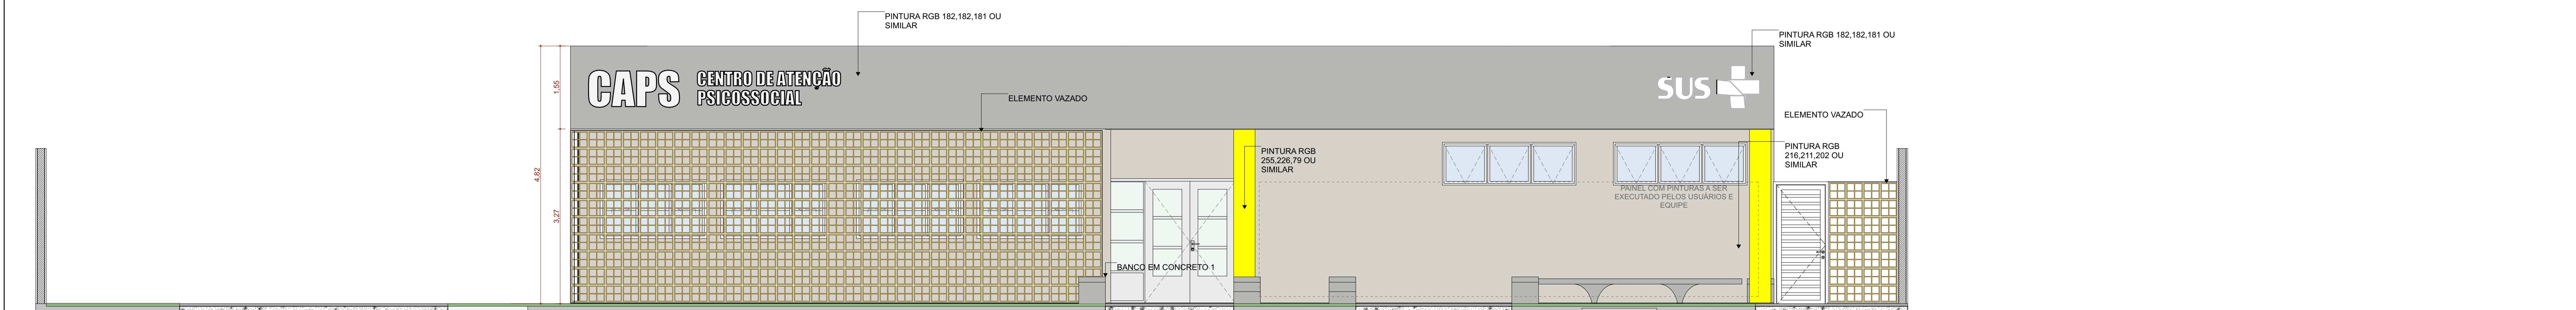 PINTURA RGB 182,182,181 OU
SIMILAR
PINTURA RGB 182,182,181 OU
SIMILAR
CAPS
CENTRO DE ATENÇÃO
PSICOSSOCIAL
SUS
1,55
ELEMENTO VAZADO
ELEMENTO VAZADO
4,82
3,27
PINTURA RGB
255,226,79 OU
SIMILAR
PINTURA RGB
216,211,202 OU
SIMILAR
PAINEL COM PINTURAS A SER
EXECUTADO PELOS USUÁRIOS E
EQUIPE
BANCO EM CONCRETO 1